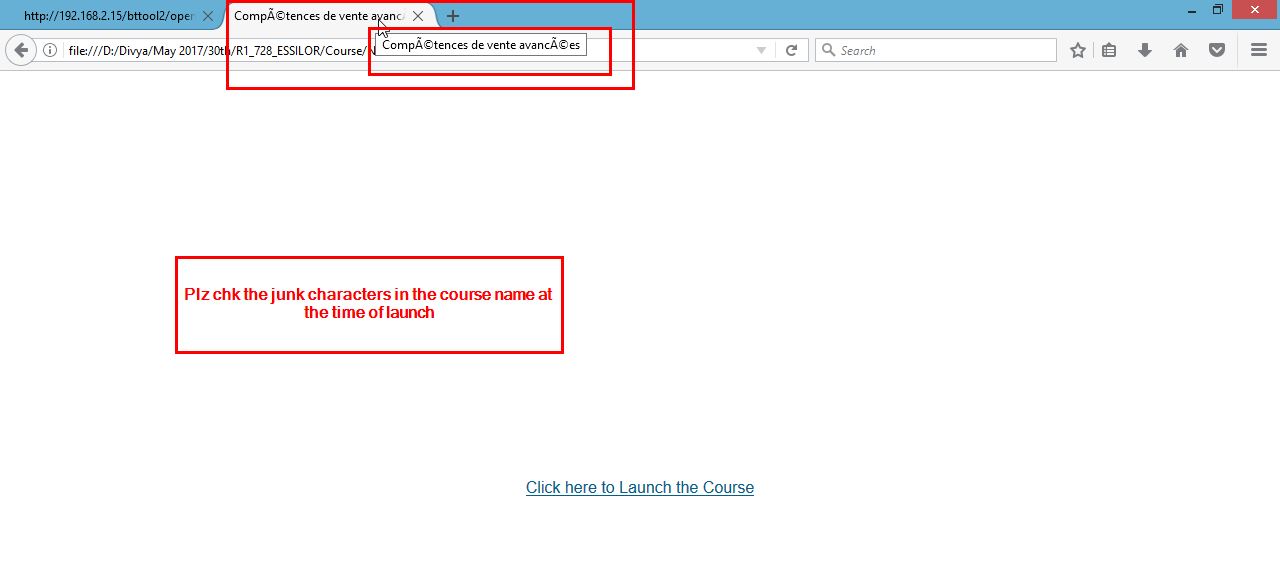 http://192.168.2.15/bttool2/oper
CompÃ©tences de vente avancÃ
file:///D:/Divya/May 2017/30th/R1_728_ESSILOR/Course/
CompÃ©tences de vente avancÃ©es
Search
Plz chk the junk characters in the course name at
the time of launch
Click here to Launch the Course